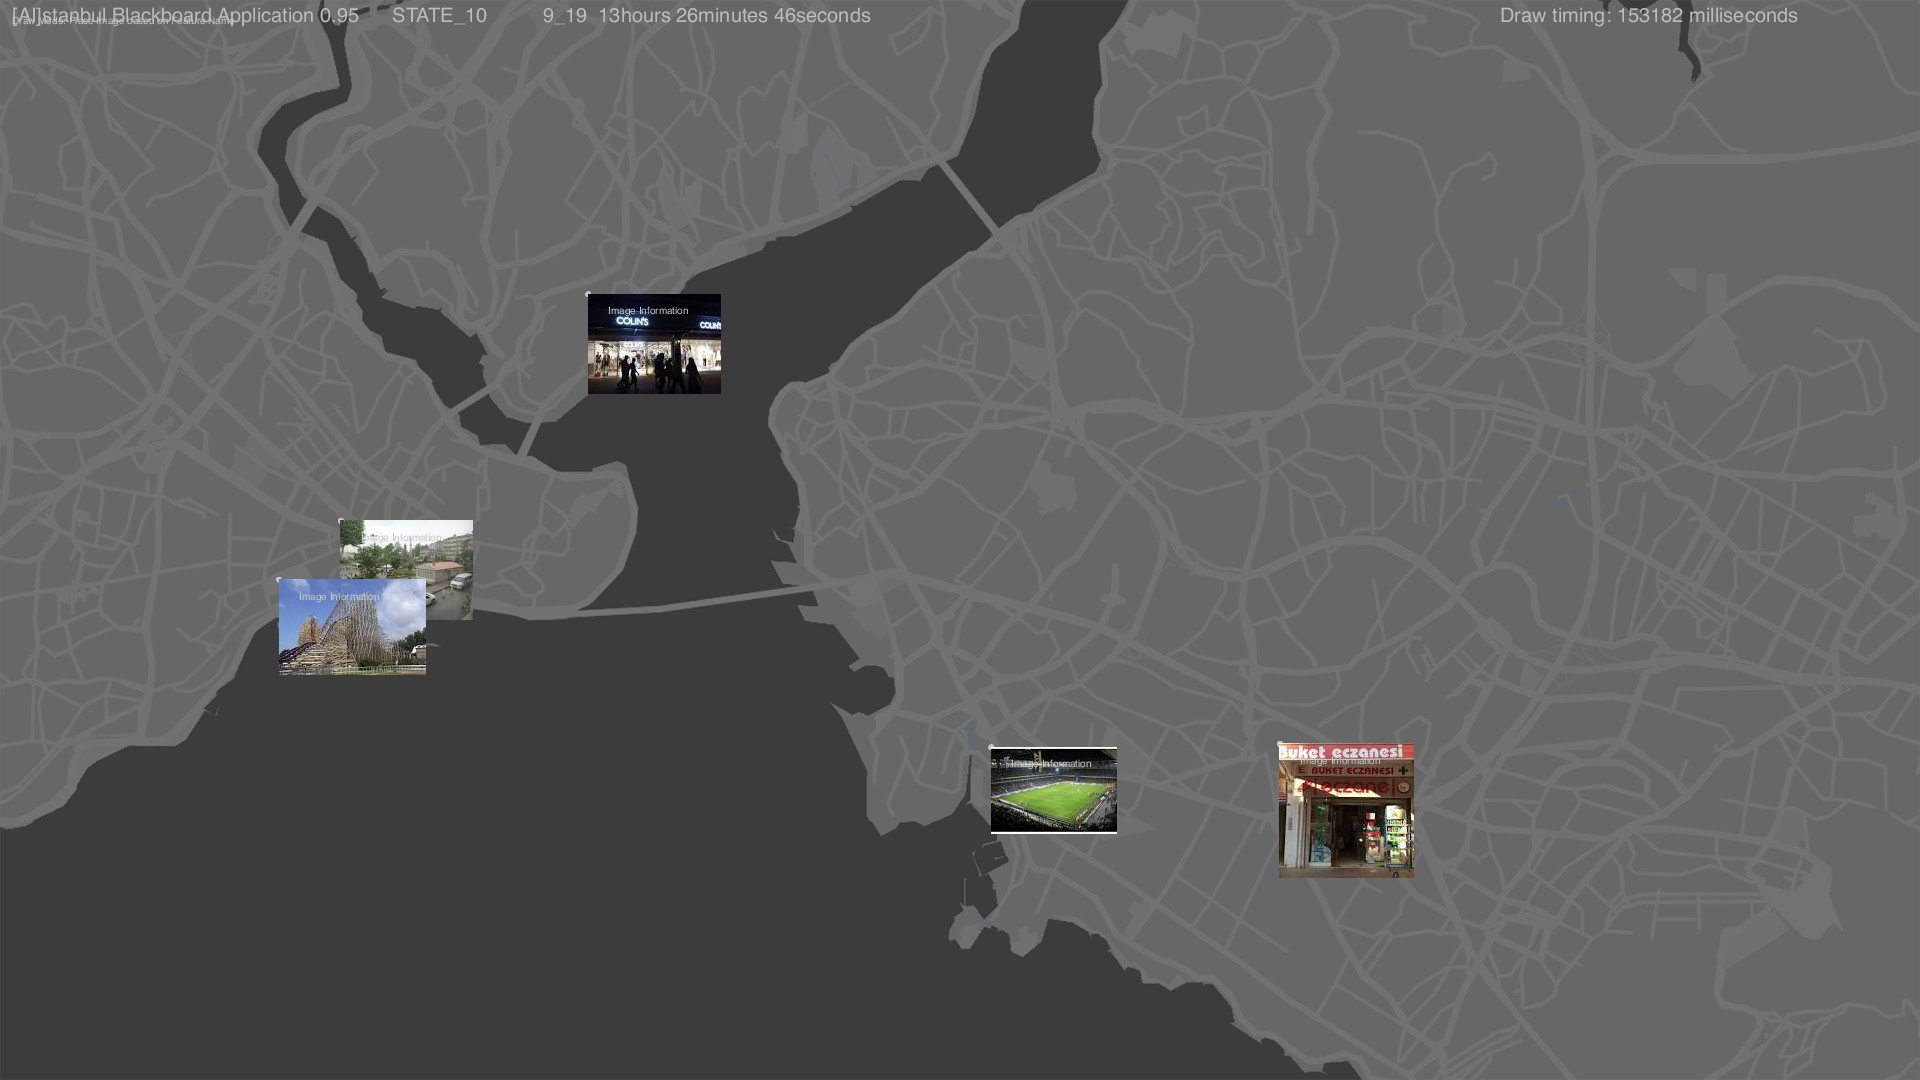 [AI]stanbul Blackboard Application 0.95 STATE_10 9_19 13hours 26minutes 46seconds Draw timing: 153182 milliseconds
Image Information
COLIN'S
COLIN'S
Image Information
Image Information
Image Information
Buket eczanesi
Image Information
E. BUKET ECZANESİ
eczane